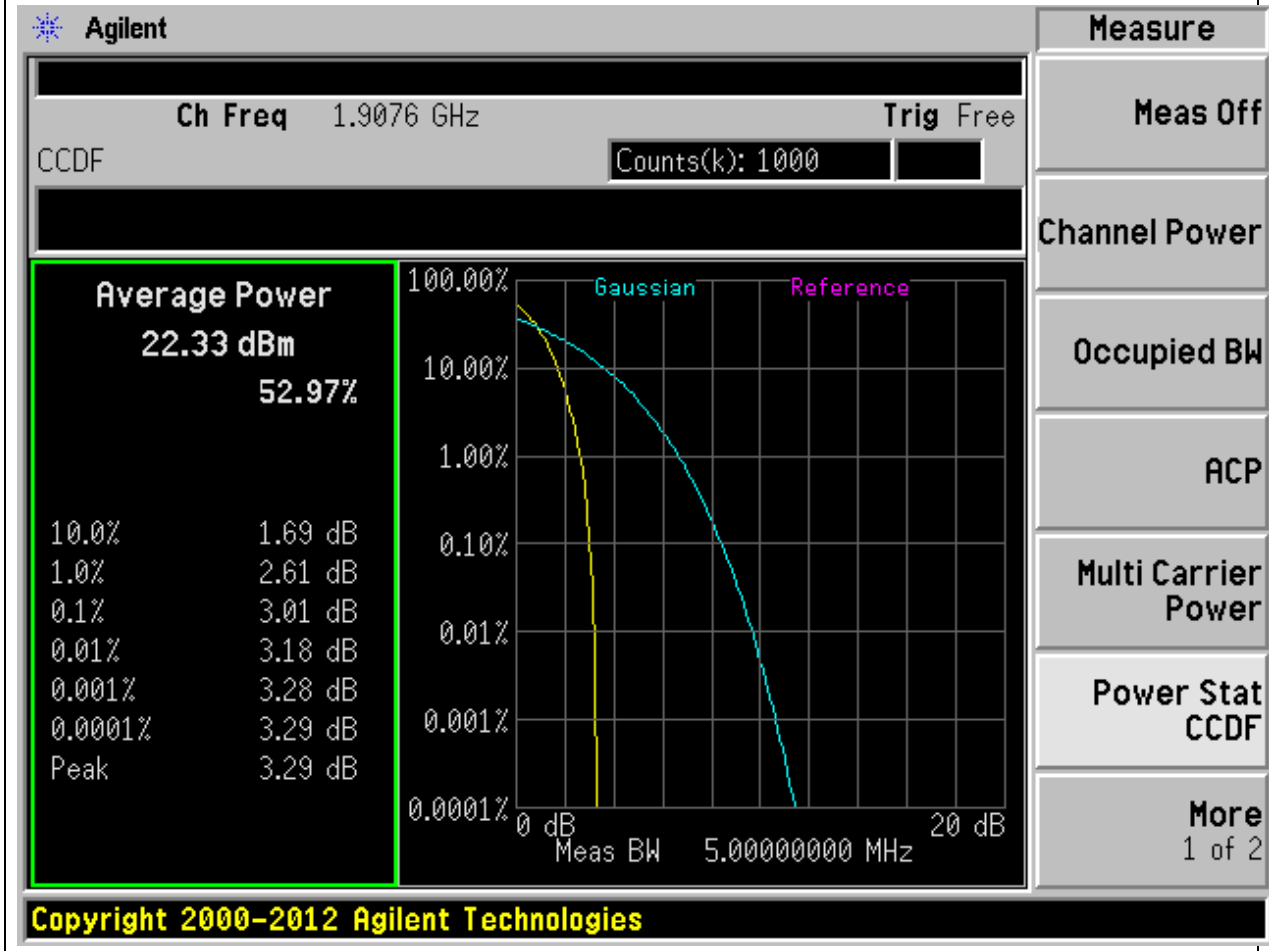 Agilent
Ch Freq 1.9076 GHz Trig Free
CCDF Counts(k): 1000
Average Power
22.33 dBm
52.97%
10.0% 1.69 dB
1.0% 2.61 dB
0.1% 3.01 dB
0.01% 3.18 dB
0.001% 3.28 dB
0.0001% 3.29 dB
Peak 3.29 dB
Gaussian Reference
100.00%
10.00%
1.00%
0.10%
0.01%
0.001%
0.0001%
0 dB 20 dB
Meas BW 5.00000000 MHz
Measure
Meas Off
Channel Power
Occupied BW
ACP
Multi Carrier
Power
Power Stat
CCDF
More
1 of 2
Copyright 2000-2012 Agilent Technologies